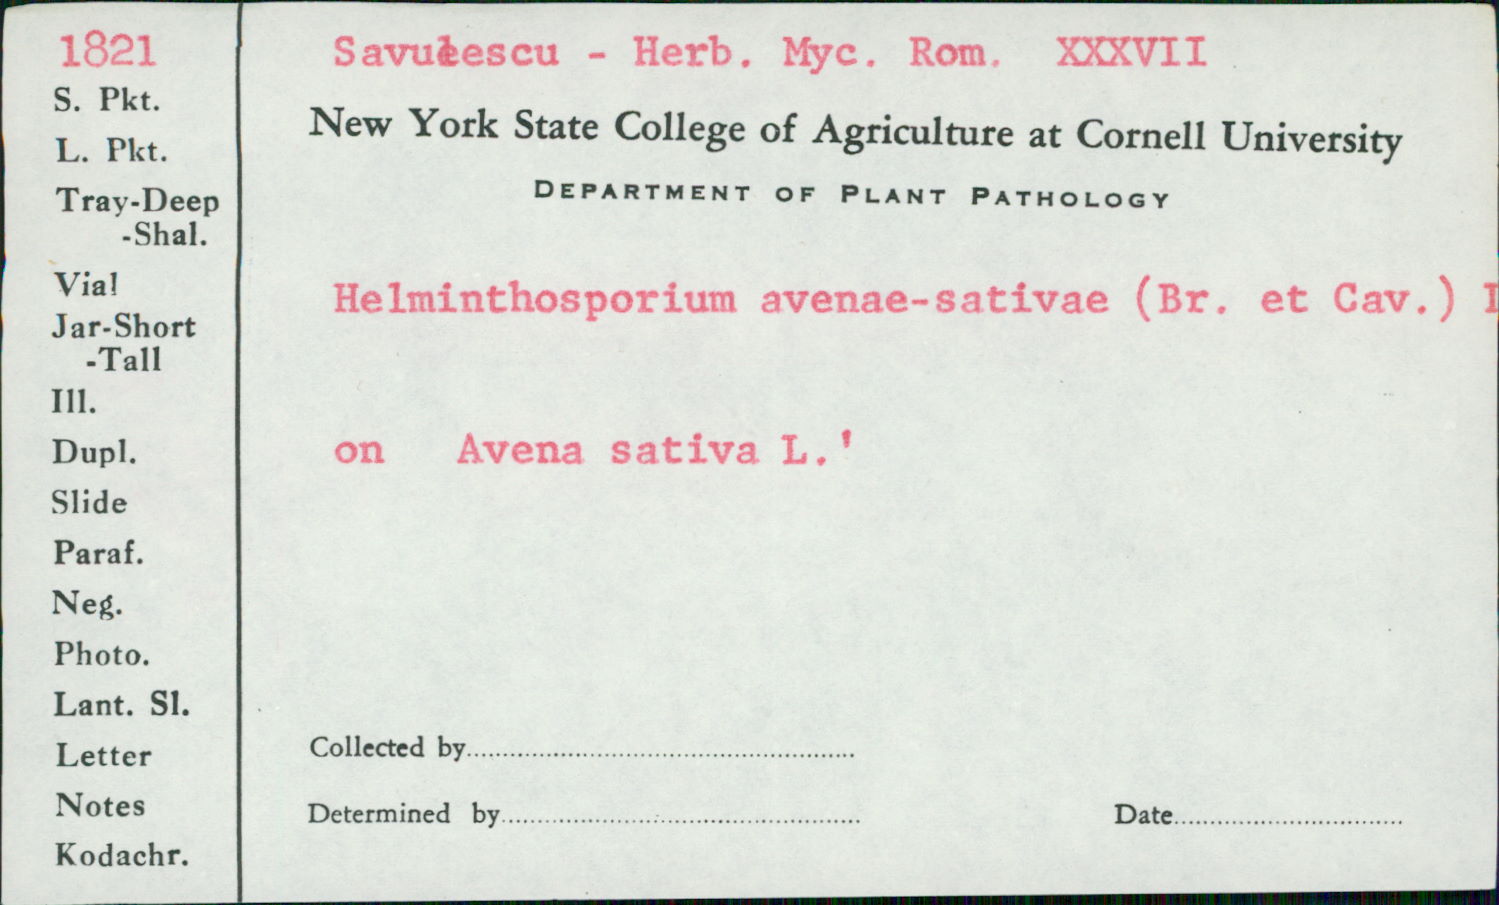 1821
S. Pkt.
L. Pkt.
Tray-Deep
-Shal.
Vial
Jar-Short
-Tall
Ill.
Dupl.
Slide
Paraf.
Neg.
Photo.
Lant. Sl.
Letter
Notes
Kodachr.
Savulescu - Herb. Myc. Rom. XXXVII
New York State College of Agriculture at Cornell University
DEPARTMENT OF PLANT PATHOLOGY
Helminthosporium avenae-sativae (Br. et Cav.)
on Avena sativa L.'
Collected by
Determined by
Date